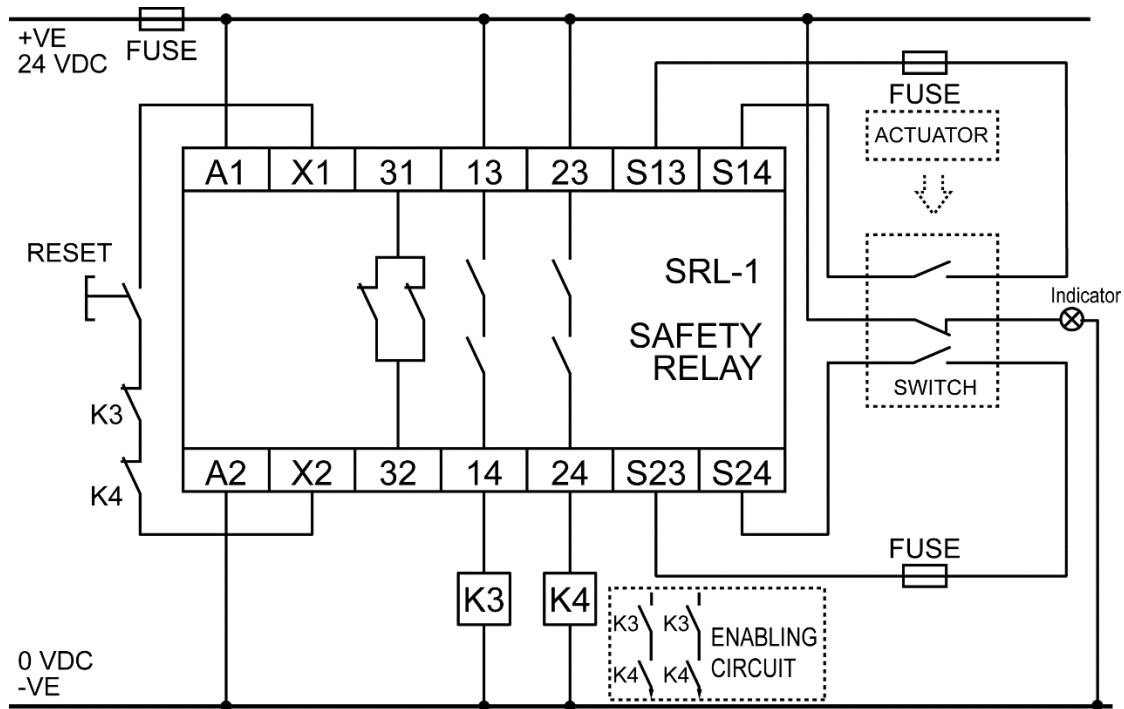 +VE
24 VDC
FUSE
FUSE
ACTUATOR
A1 X1 31 13 23 S13 S14
RESET
SRL-1
SAFETY
RELAY
Indicator
SWITCH
K3
K4
A2 X2 32 14 24 S23 S24
FUSE
K3 K4
K3 K3
K4 K4
ENABLING
CIRCUIT
0 VDC
-VE